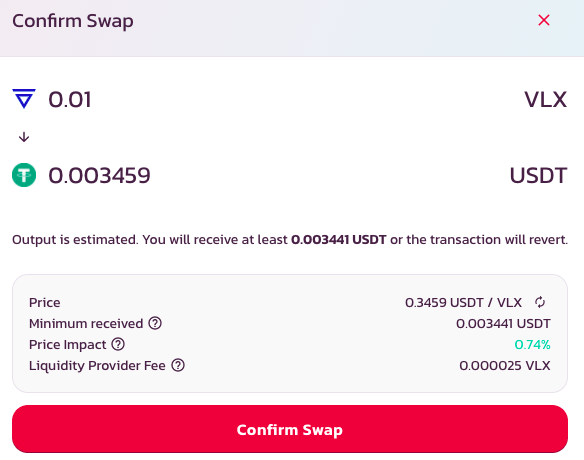 Confirm Swap
0.01 VLX
0.003459 USDT
Output is estimated. You will receive at least 0.003441 USDT or the transaction will revert.
Price 0.3459 USDT / VLX
Minimum received 0.003441 USDT
Price Impact 0.74%
Liquidity Provider Fee 0.000025 VLX
Confirm Swap